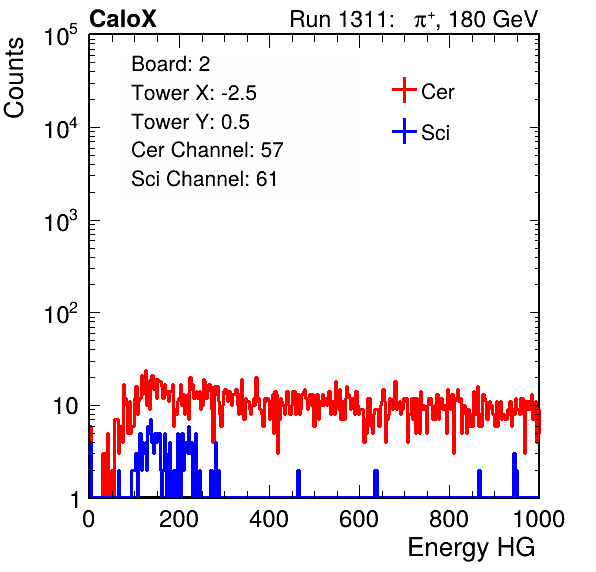 CaloX Run 1311: π⁺, 180 GeV
Counts
10⁵
10⁴
10³
10²
10
1
Board: 2
Tower X: -2.5
Tower Y: 0.5
Cer Channel: 57
Sci Channel: 61
Cer
Sci
0 200 400 600 800 1000
Energy HG